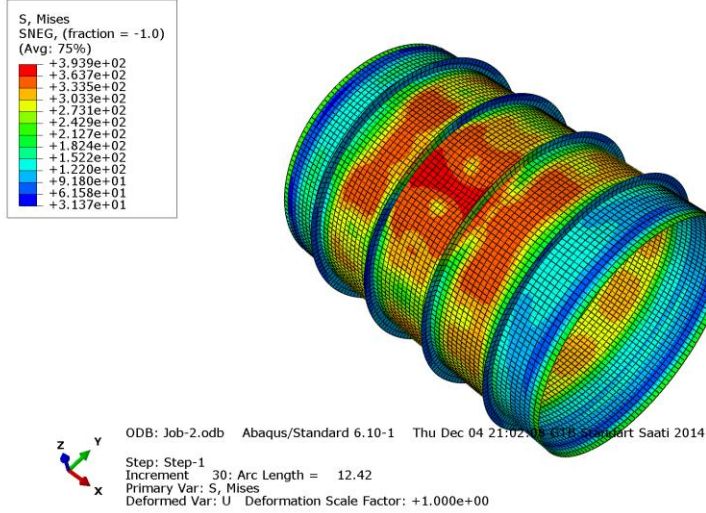 S, Mises
SNEG, (fraction = -1.0)
(Avg: 75%)
+3.939e+02
+3.637e+02
+3.335e+02
+3.033e+02
+2.731e+02
+2.429e+02
+2.127e+02
+1.824e+02
+1.522e+02
+1.220e+02
+9.180e+01
+6.158e+01
+3.137e+01
ODB: Job-2.odb Abaqus/Standard 6.10-1 Thu Dec 04 21:02: GTB Standart Saati 2014
Z
Y
X
Step: Step-1
Increment 30: Arc Length = 12.42
Primary Var: S, Mises
Deformed Var: U Deformation Scale Factor: +1.000e+00